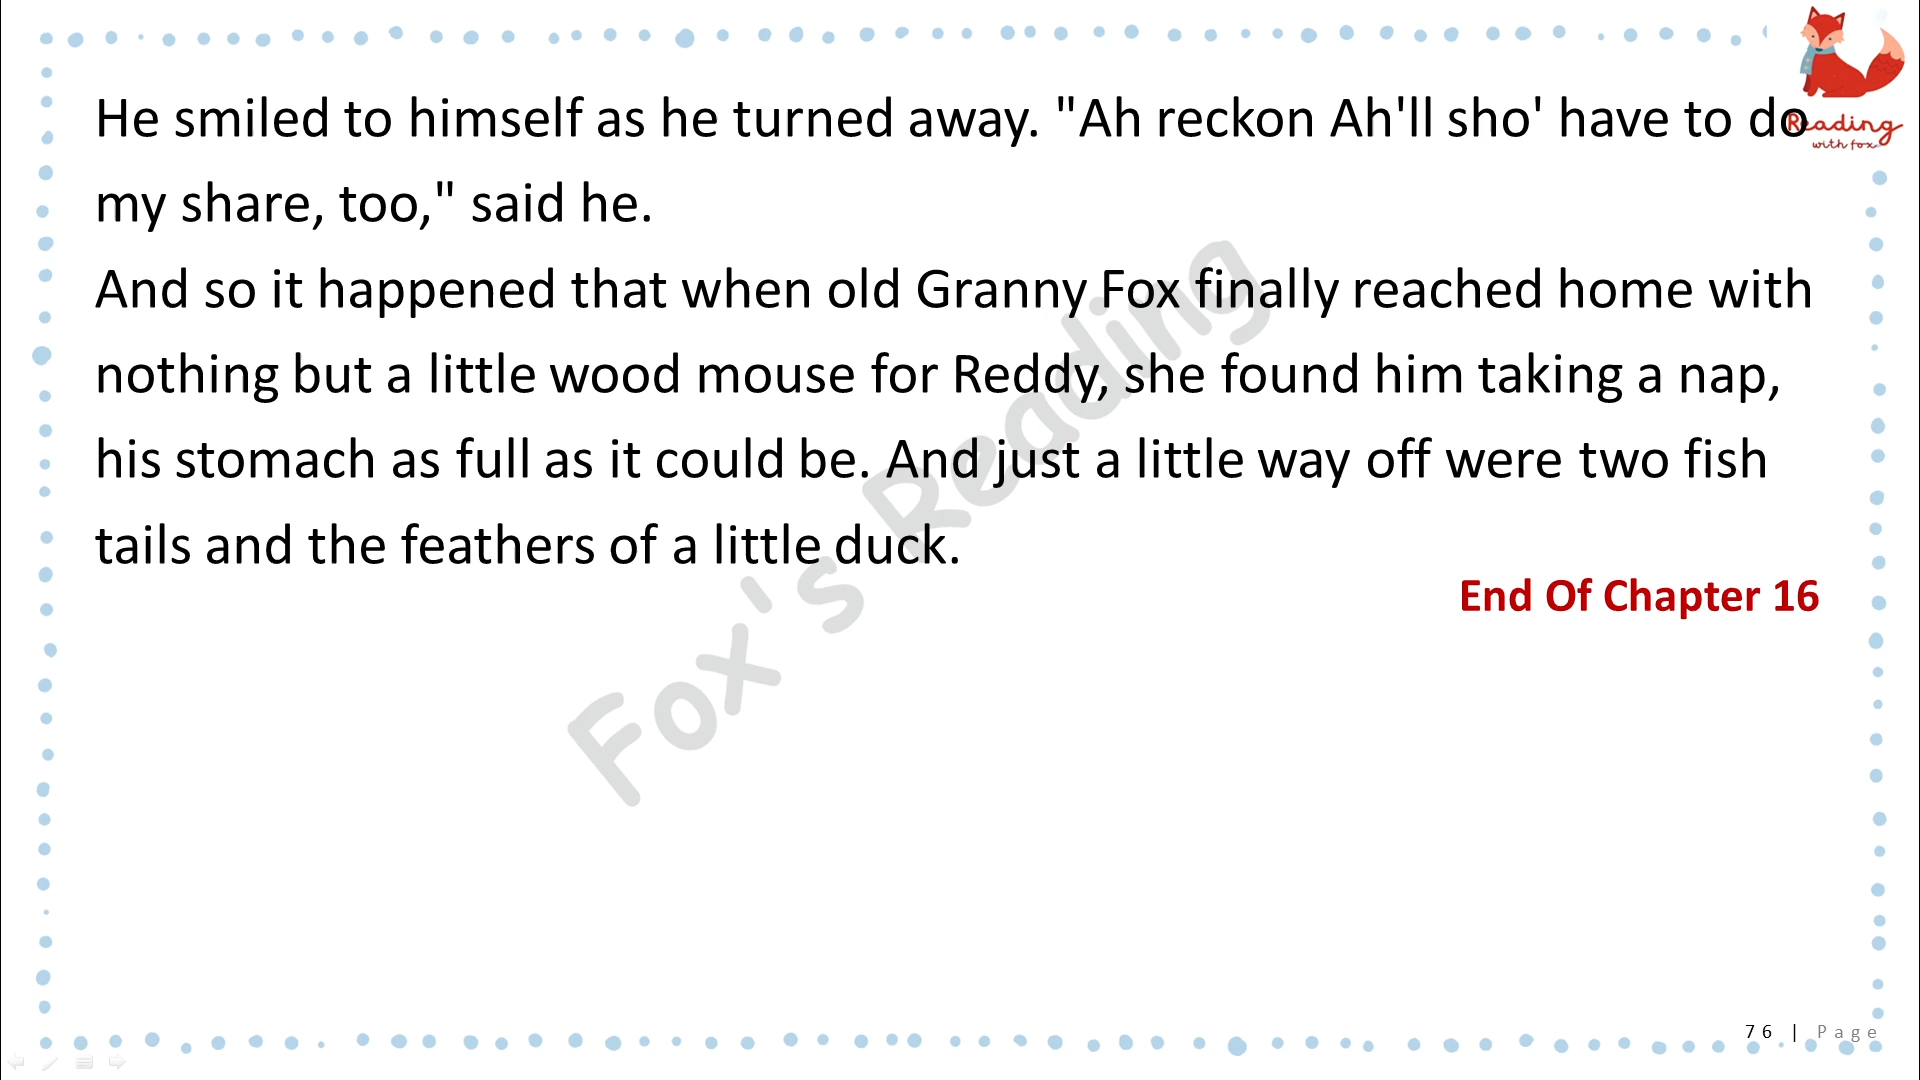 He smiled to himself as he turned away. "Ah reckon Ah'll sho' have to do
Reading
with fox
my share, too," said he.
And so it happened that when old Granny Fox finally reached home with
nothing but a little wood mouse for Reddy, she found him taking a nap,
his stomach as full as it could be. And just a little way off were two fish
tails and the feathers of a little duck.
End Of Chapter 16
Fox's Reading
76 | Page